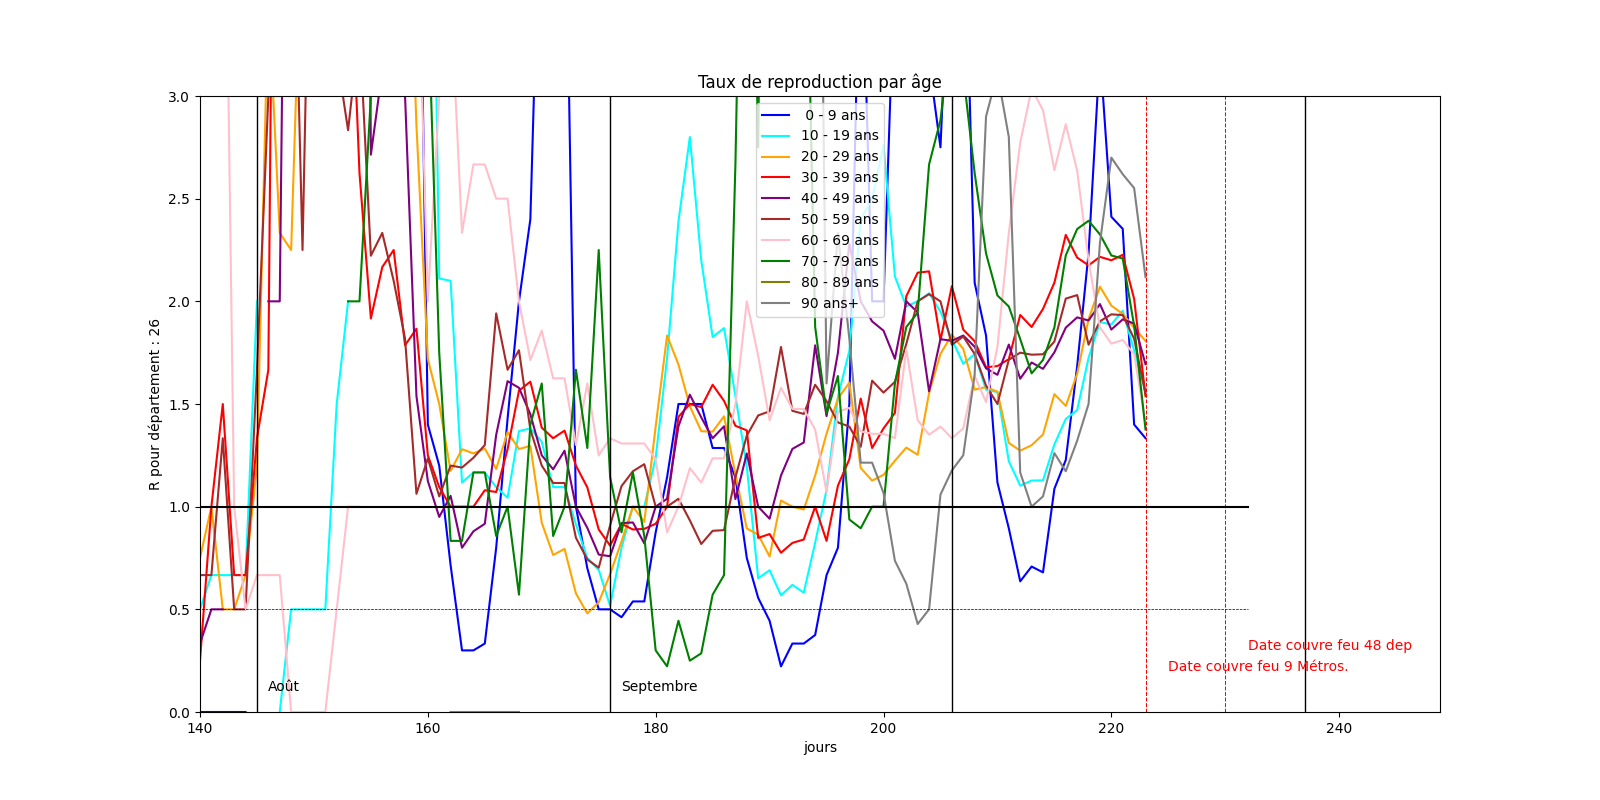 Taux de reproduction par âge
R pour département : 26
3.0
2.5
2.0
1.5
1.0
0.5
0.0
0 - 9 ans
10 - 19 ans
20 - 29 ans
30 - 39 ans
40 - 49 ans
50 - 59 ans
60 - 69 ans
70 - 79 ans
80 - 89 ans
90 ans+
Date couvre feu 48 dep
Date couvre feu 9 Métros.
Août
Septembre
140
160
180
200
220
240
jours